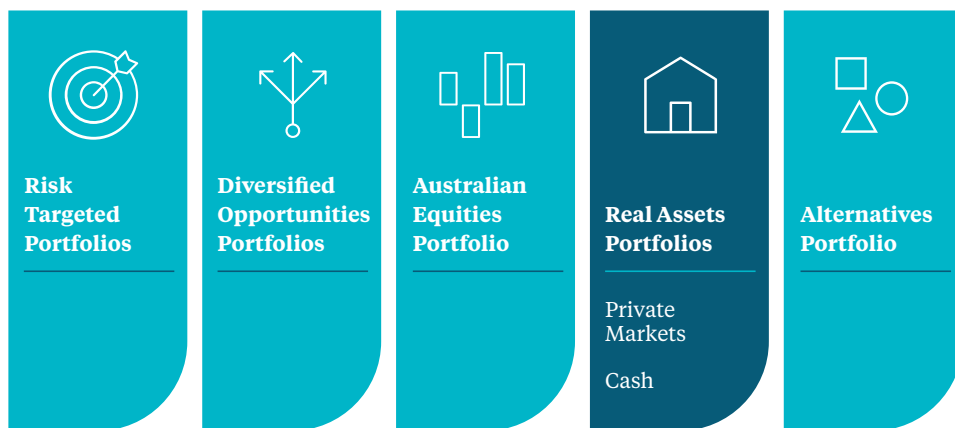 Risk
Targeted
Portfolios
Diversified
Opportunities
Portfolios
Australian
Equities
Portfolio
Real Assets
Portfolios
Private
Markets
Cash
Alternatives
Portfolio